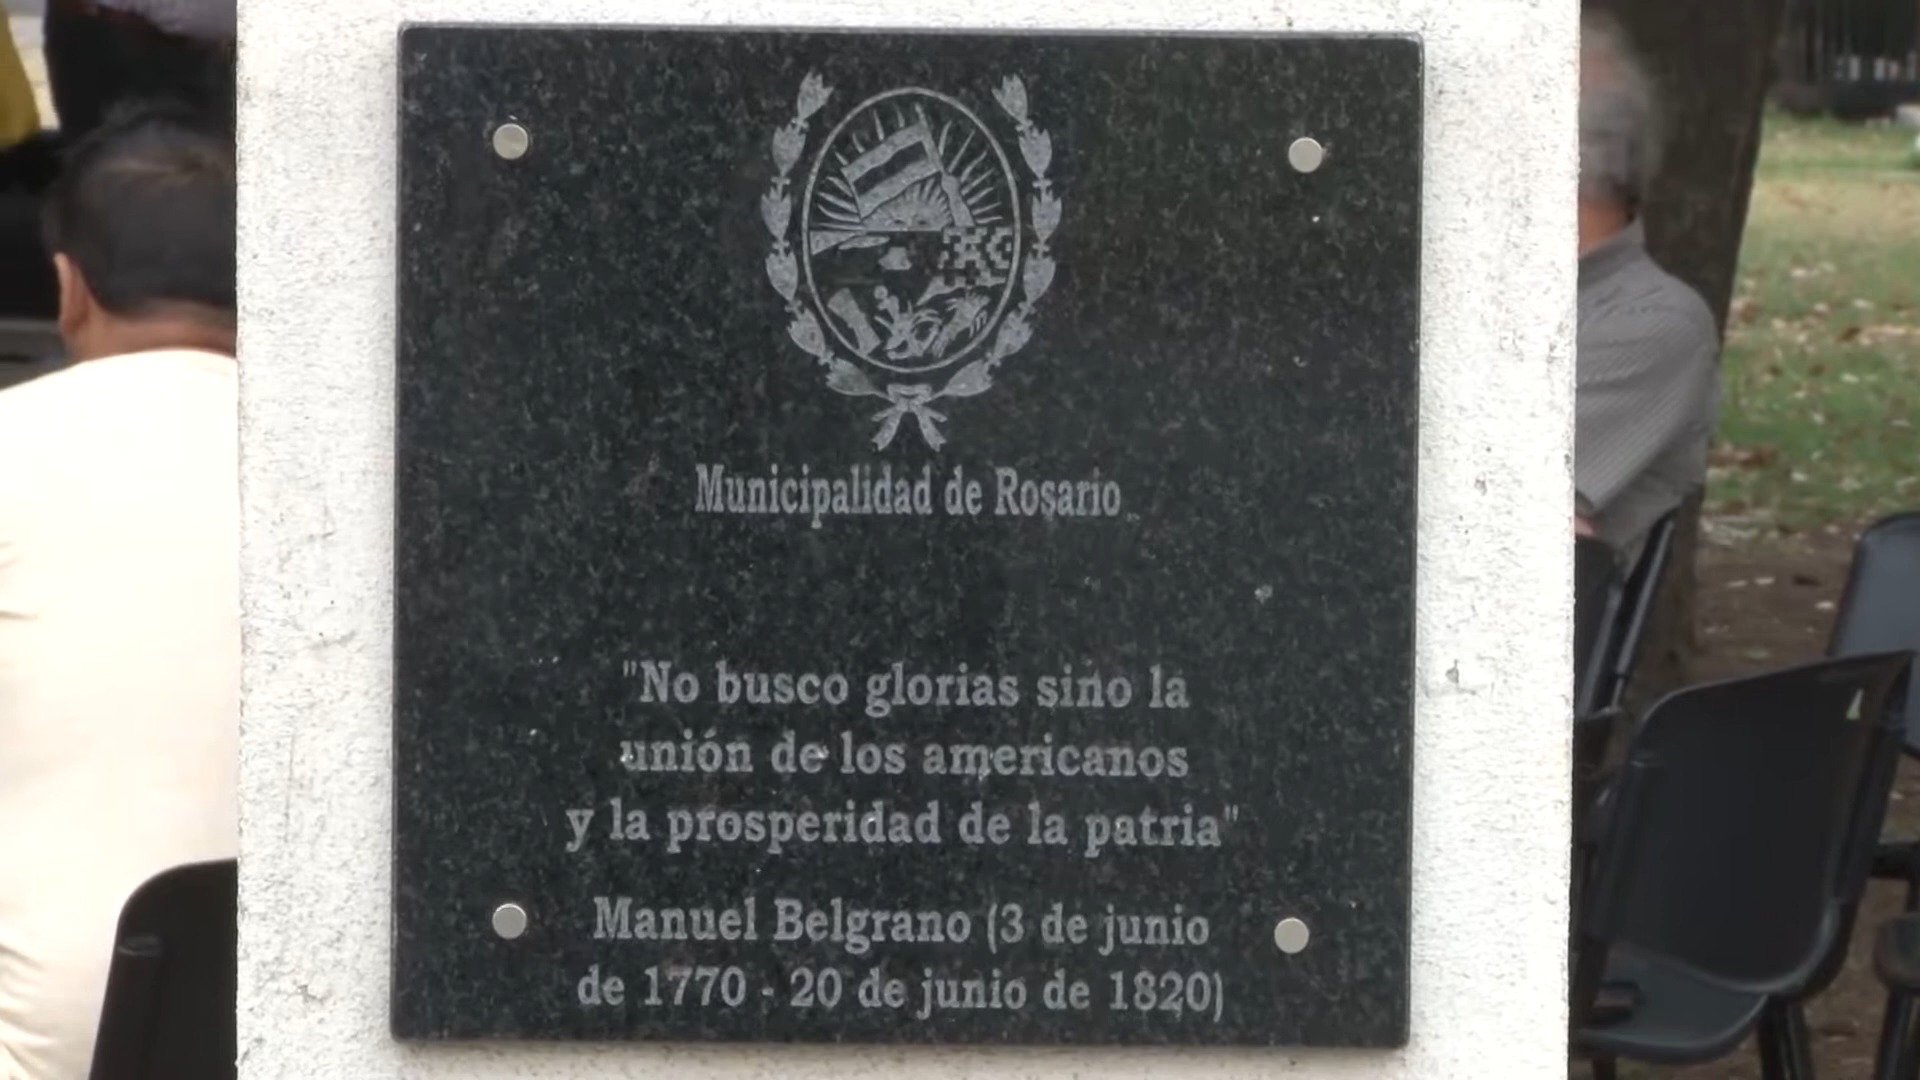 Municipalidad de Rosario
"No busco glorias sino la
unión de los americanos
y la prosperidad de la patria"
Manuel Belgrano (3 de junio
de 1770 - 20 de junio de 1820)